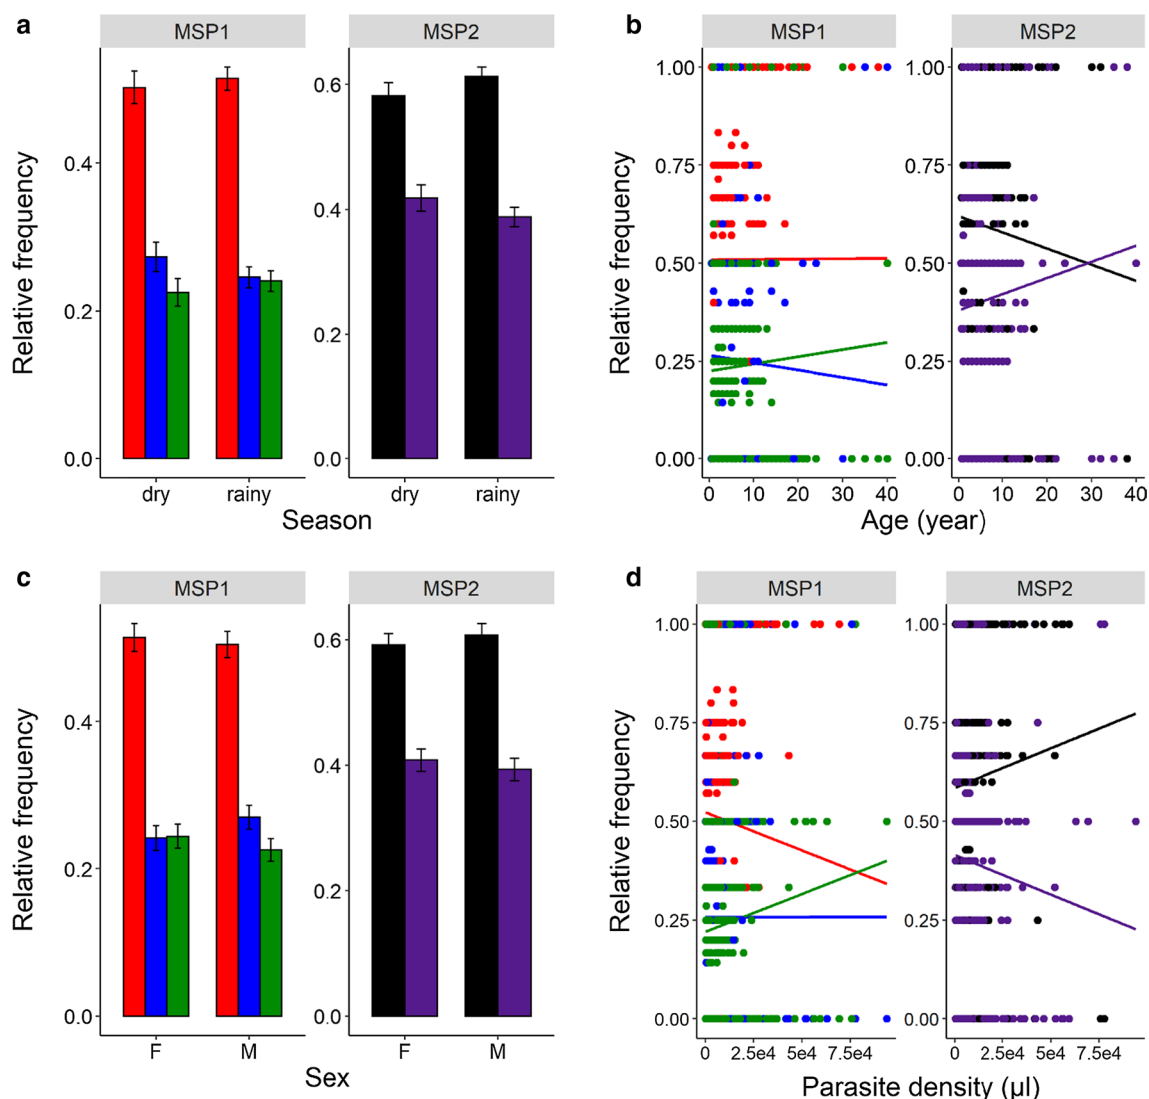 a
MSP1 MSP2
Relative frequency
0.4
0.2
0.0
0.6
0.4
0.2
0.0
dry rainy dry rainy
Season
b
MSP1 MSP2
Relative frequency
1.00
0.75
0.50
0.25
0.00
1.00
0.75
0.50
0.25
0.00
0 10 20 30 40 0 10 20 30 40
Age (year)
c
MSP1 MSP2
Relative frequency
0.4
0.2
0.0
0.6
0.4
0.2
0.0
F M F M
Sex
d
MSP1 MSP2
Relative frequency
1.00
0.75
0.50
0.25
0.00
1.00
0.75
0.50
0.25
0.00
0 2.5e4 5e4 7.5e4 0 2.5e4 5e4 7.5e4
Parasite density (µl)